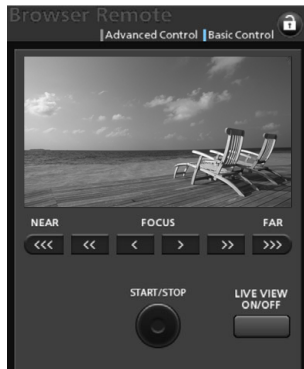 Browser Remote
Advanced Control Basic Control
NEAR FOCUS FAR
<<< << < > >> >>>
START/STOP LIVE VIEW
ON/OFF